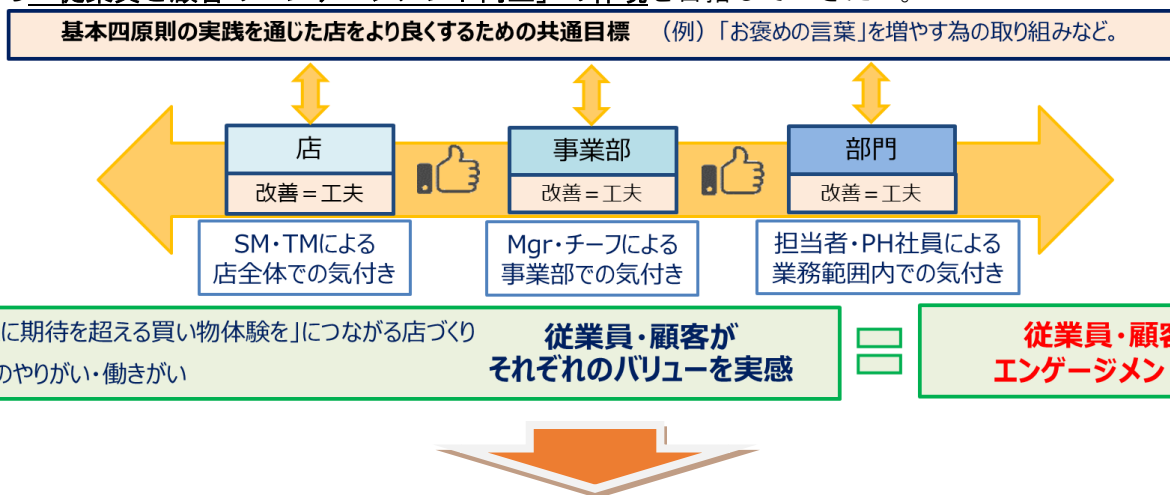 基本四原則の実践を通じた店をより良くするための共通目標 （例）「お褒めの言葉」を増やす為の取り組みなど。
店
改善＝工夫
事業部
改善＝工夫
部門
改善＝工夫
SM・TMによる
店全体での気付き
Mgr・チーフによる
事業部での気付き
担当者・PH社員による
業務範囲内での気付き
に期待を超える買い物体験を」につながる店づくり
のやりがい・働きがい
従業員・顧客が
それぞれのバリューを実感
従業員・顧客
エンゲージメン